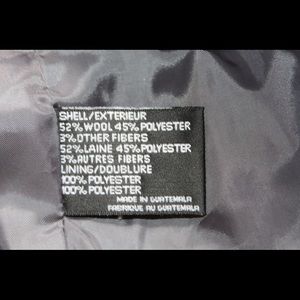 SHELL/EXTERIEUR
52% WOOL 45% POLYESTER
3% OTHER FIBERS
52% LAINE 45% POLYESTER
3% AUTRES FIBERS
LINING/DOUBLURE
100% POLYESTER
100% POLYESTER
MADE IN GUATEMALA
FABRIQUE AU GUATEMALA